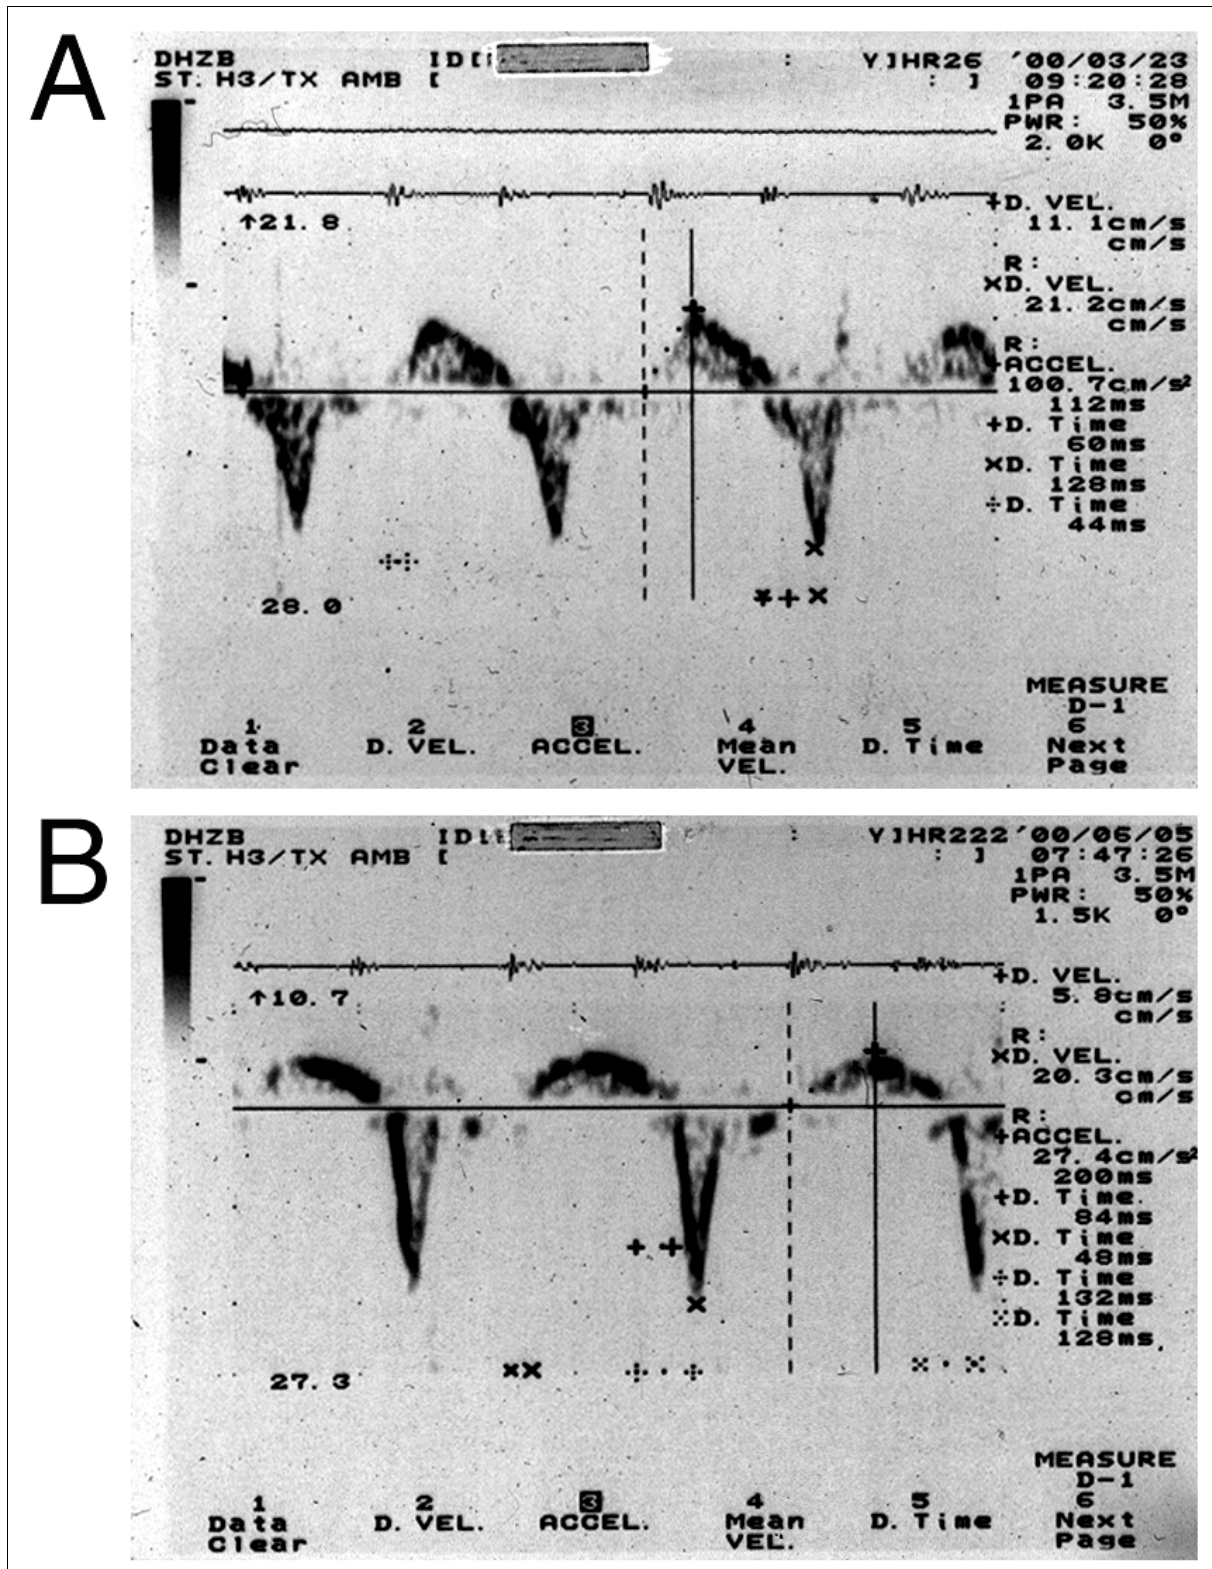 A
DHZB ID[ : Y]HR26 '00/03/23
ST. H3/TX AMB [ : ] 09:20:28
1PA 3.5M
PWR: 50%
2.0K 0°
+D. VEL.
↑21.8 11.1cm/s
cm/s
R:
×D. VEL.
21.2cm/s
cm/s
R:
+ACCEL.
100.7cm/s²
112ms
+D. Time
60ms
×D. Time
128ms
÷D. Time
44ms
28.0
MEASURE
D-1
1 2 3 4 5 6
Data D. VEL. ACCEL. Mean D. Time Next
Clear VEL. Page
B
DHZB ID[ : Y]HR222 '00/06/05
ST. H3/TX AMB [ : ] 07:47:26
1PA 3.5M
PWR: 50%
1.5K 0°
+D. VEL.
↑10.7 5.8cm/s
cm/s
R:
×D. VEL.
20.3cm/s
cm/s
R:
+ACCEL.
27.4cm/s²
200ms
+D. Time
84ms
×D. Time
48ms
÷D. Time
132ms
D. Time
128ms
27.3
MEASURE
D-1
1 2 3 4 5 6
Data D. VEL. ACCEL. Mean D. Time Next
Clear VEL. Page